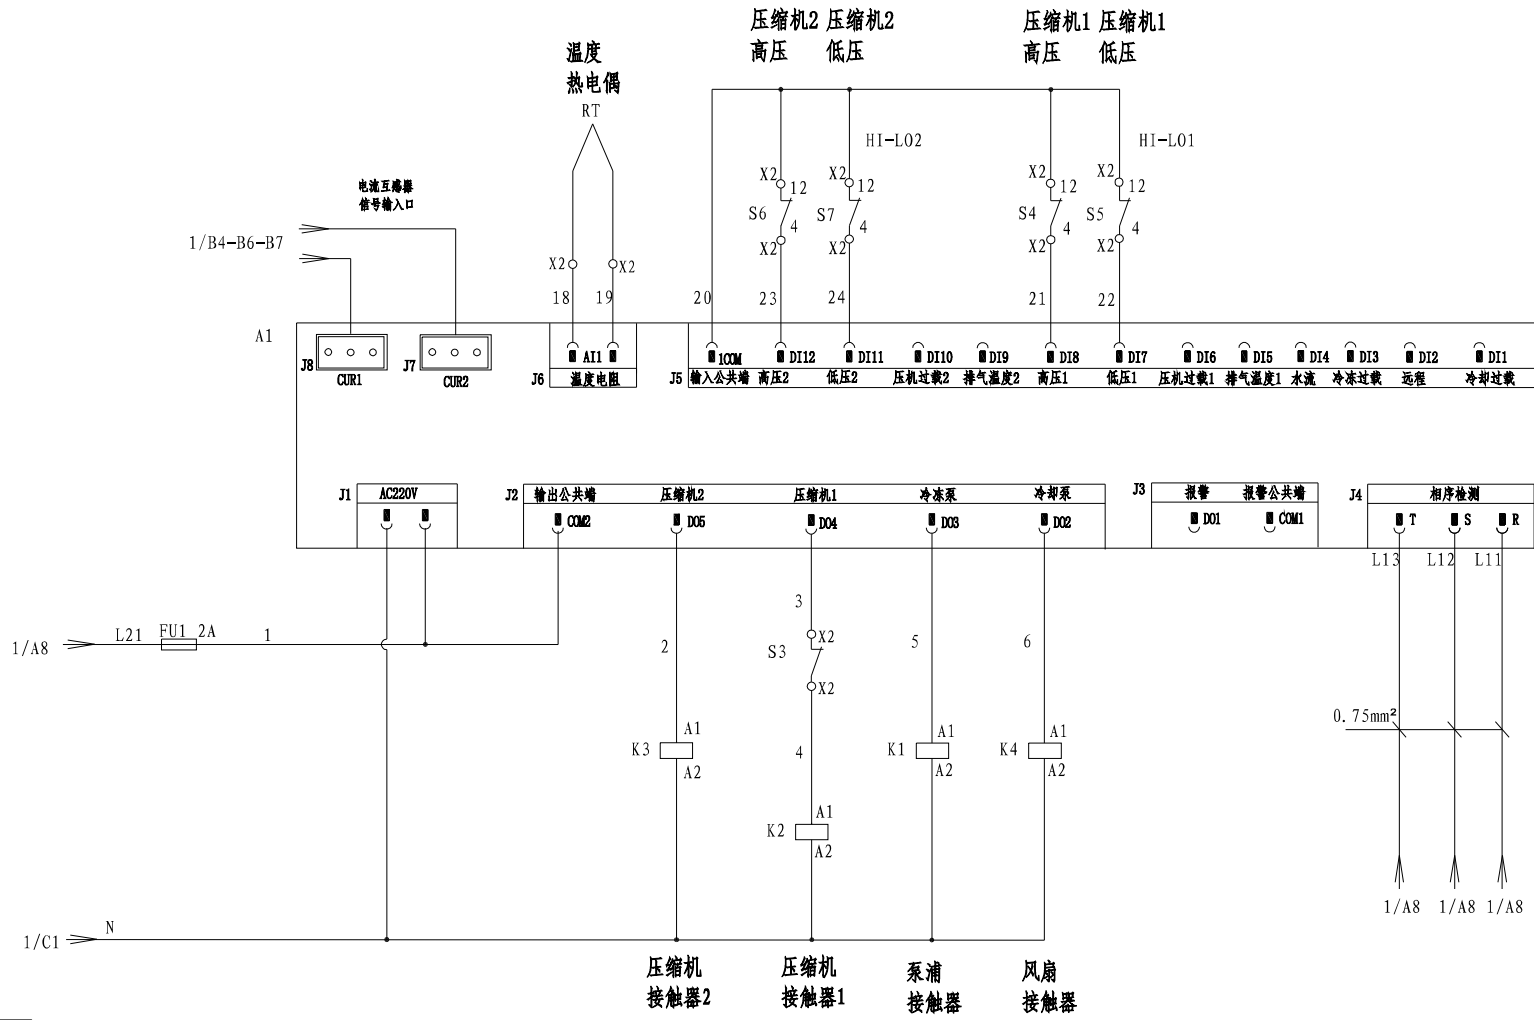 压缩机2 压缩机2 压缩机1 压缩机1
高压 低压 高压 低压
温度
热电偶
RT
HI-LO2 HI-LO1
电流互感器
信号输入口
X2 X2 X2 X2
12 12 12 12
S6 S7 S4 S5
4 4 4 4
X2 X2 X2 X2
1/B4-B6-B7
X2 X2
18 19 20 23 24 21 22
A1
J8 CUR1
J7 CUR2
J6 AI1
温度电阻
J5 1COM DI12 DI11 DI10 DI9 DI8 DI7 DI6 DI5 DI4 DI3 DI2 DI1
输入公共端 高压2 低压2 压机过载2 排气温度2 高压1 低压1 压机过载1 排气温度1 水流 冷冻过载 远程 冷却过载
J1 AC220V
J2 输出公共端 压缩机2 压缩机1 冷冻泵 冷却泵
COM2 DO5 DO4 DO3 DO2
J3 报警 报警公共端
DO1 COM1
J4 相序检测
T S R
L13 L12 L11
3
1/A8 L21 FU1 2A 1
2 X2 5 6
S3
X2
0.75mm²
K3 A1 A2
4
K1 A1 A2
K4 A1 A2
K2 A1 A2
1/A8 1/A8 1/A8
1/C1 N
压缩机 压缩机 泵浦 风扇
接触器2 接触器1 接触器 接触器